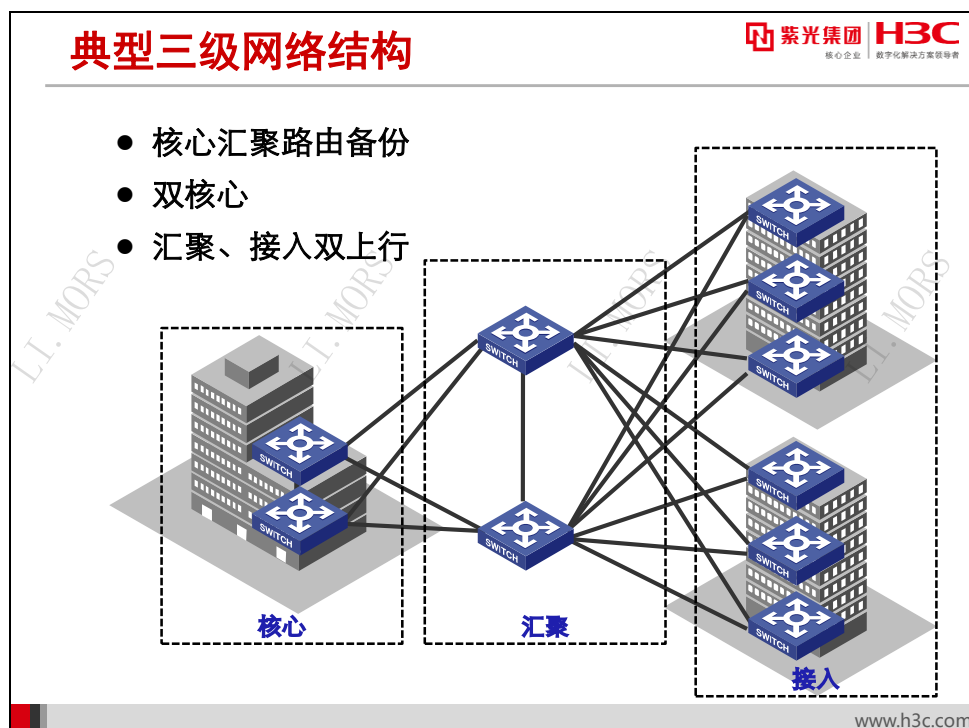 典型三级网络结构
紫光集团 H3C
核心企业 数字化解决方案领导者
● 核心汇聚路由备份
● 双核心
● 汇聚、接入双上行
LI.MORS
LI.MORS
LI.MORS
LI.MORS
SWITCH
SWITCH
SWITCH
SWITCH
SWITCH
SWITCH
SWITCH
SWITCH
SWITCH
SWITCH
核心
汇聚
接入
www.h3c.com